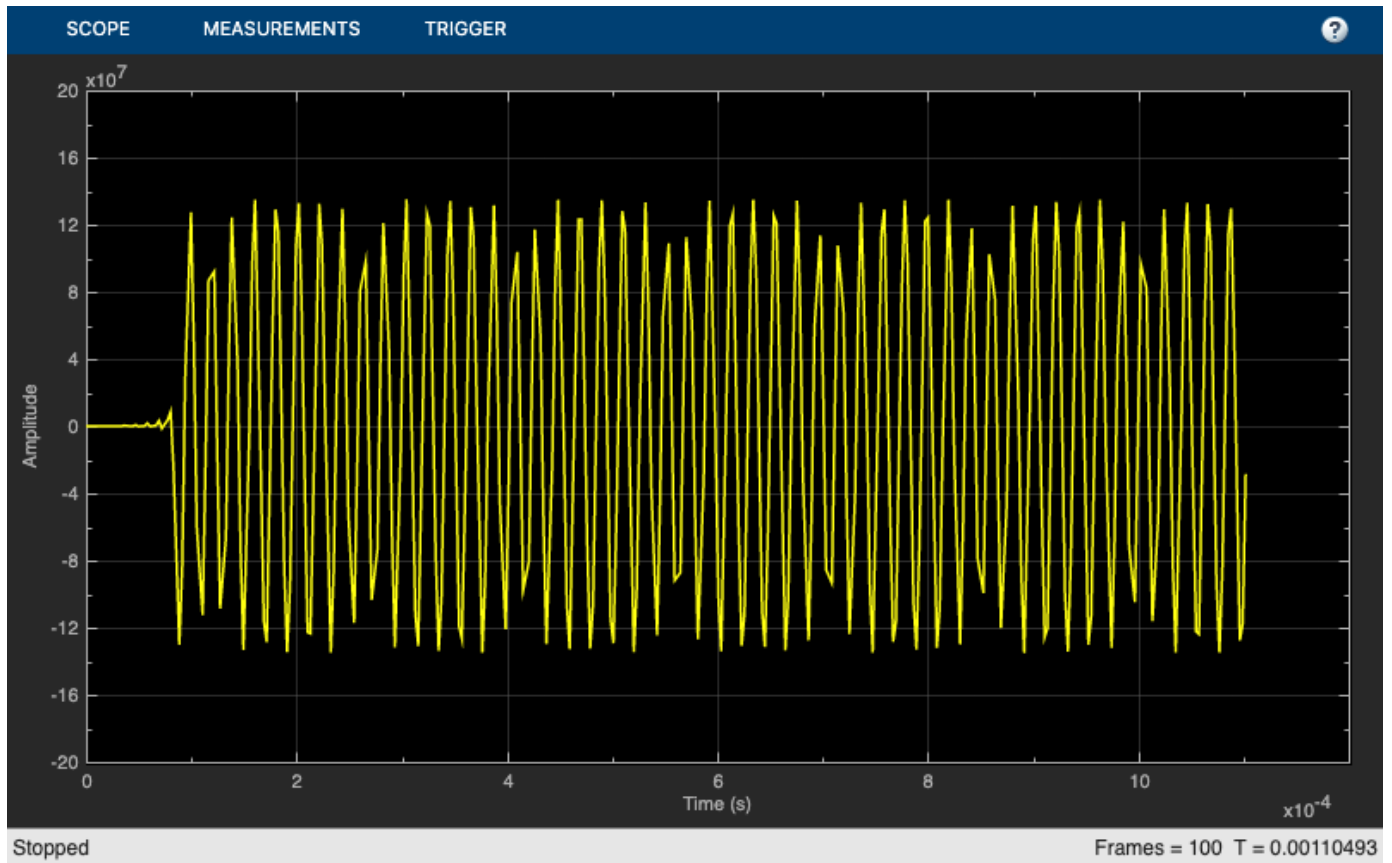 SCOPE MEASUREMENTS TRIGGER ?
x10^7
20
16
12
8
4
0
-4
-8
-12
-16
-20
Amplitude
0 2 4 6 8 10
Time (s)
x10^-4
Stopped Frames = 100 T = 0.00110493